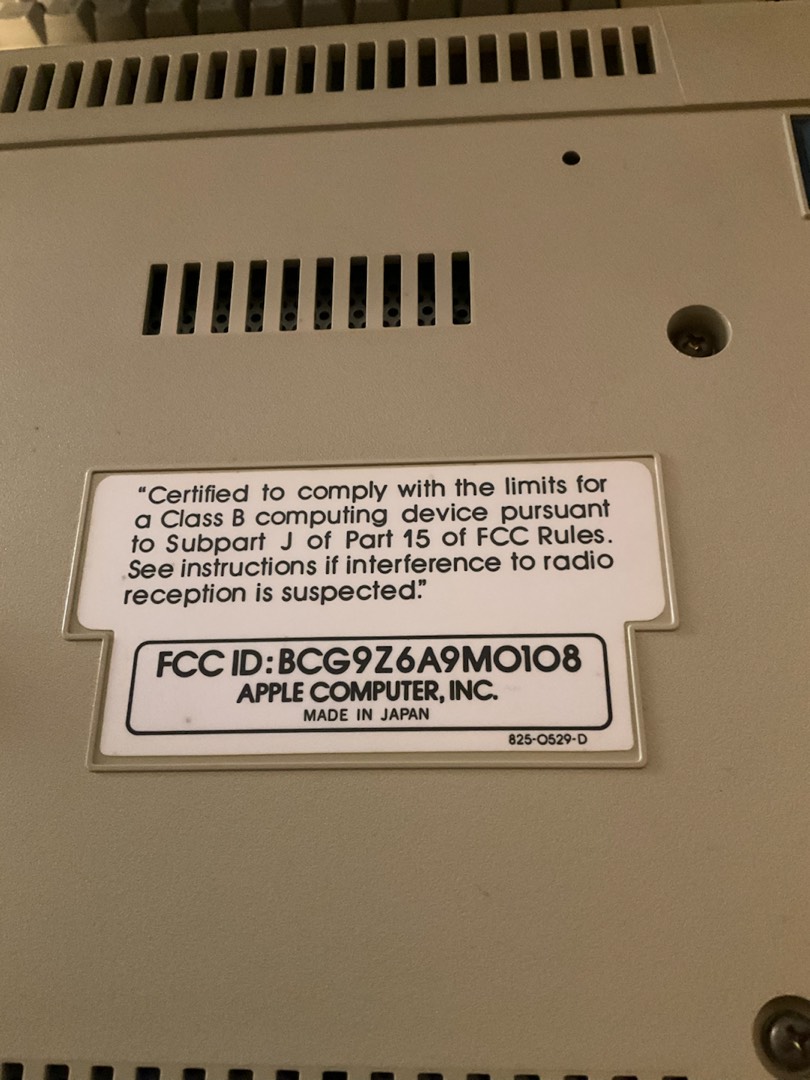 “Certified to comply with the limits for
a Class B computing device pursuant
to Subpart J of Part 15 of FCC Rules.
See instructions if interference to radio
reception is suspected.”
FCC ID: BCG9Z6A9M0108
APPLE COMPUTER, INC.
MADE IN JAPAN
825-0529-D